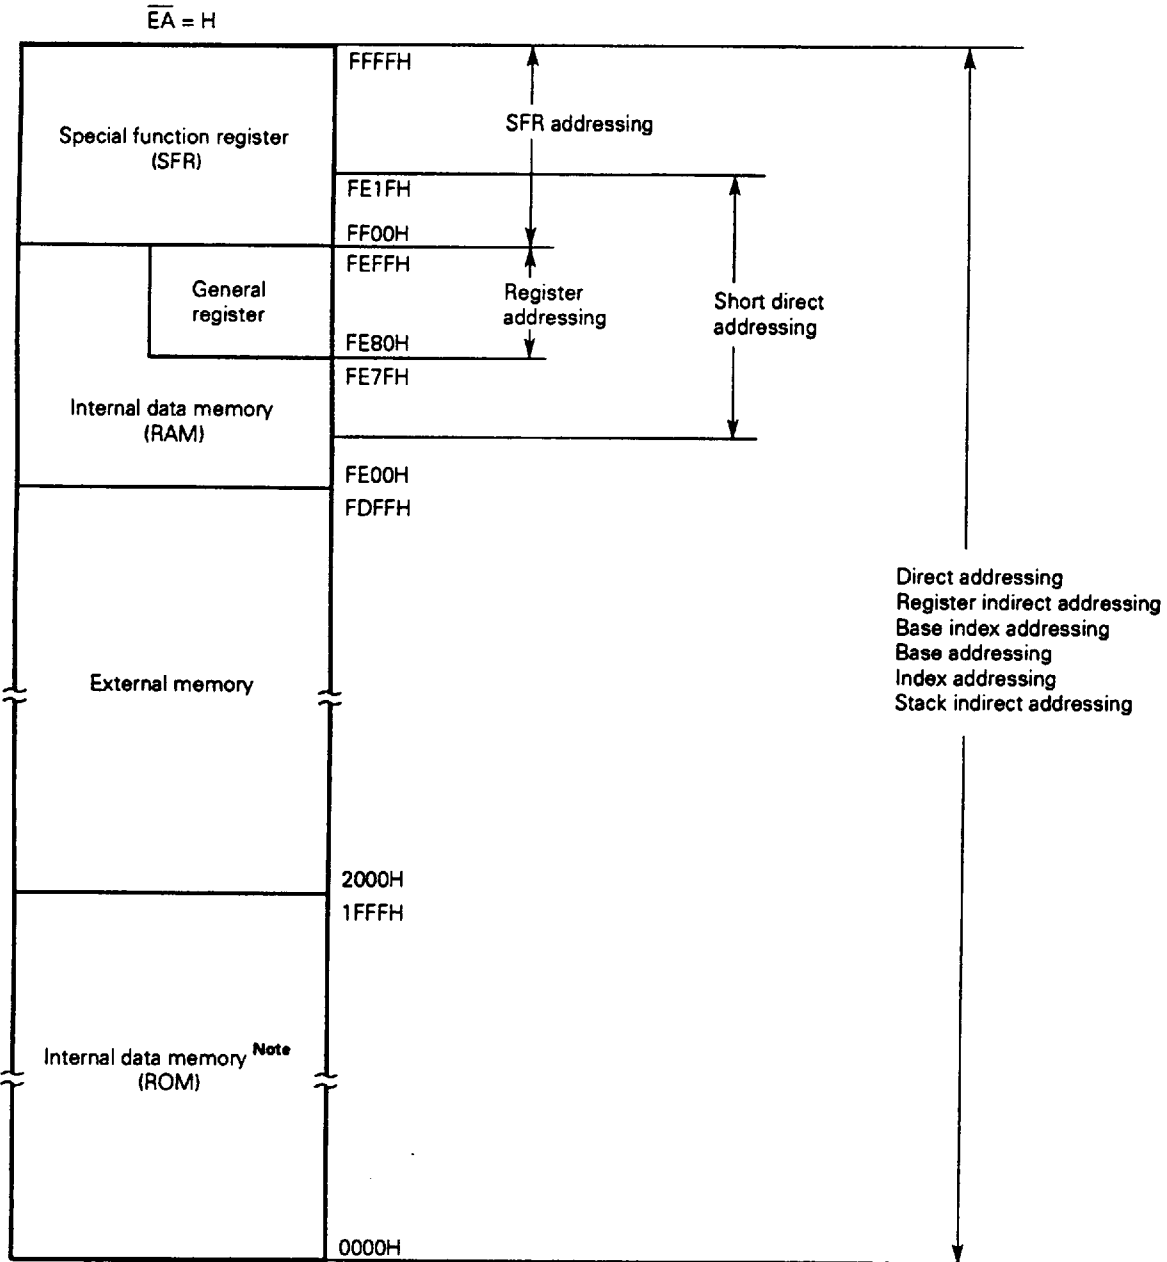 EA = H
FFFFH
Special function register
(SFR)
SFR addressing
FE1FH
FF00H
FEFFH
General
register
Register
addressing
Short direct
addressing
FE80H
FE7FH
Internal data memory
(RAM)
FE00H
FDFFH
Direct addressing
Register indirect addressing
Base index addressing
Base addressing
Index addressing
Stack indirect addressing
External memory
2000H
1FFFH
Internal data memory Note
(ROM)
0000H